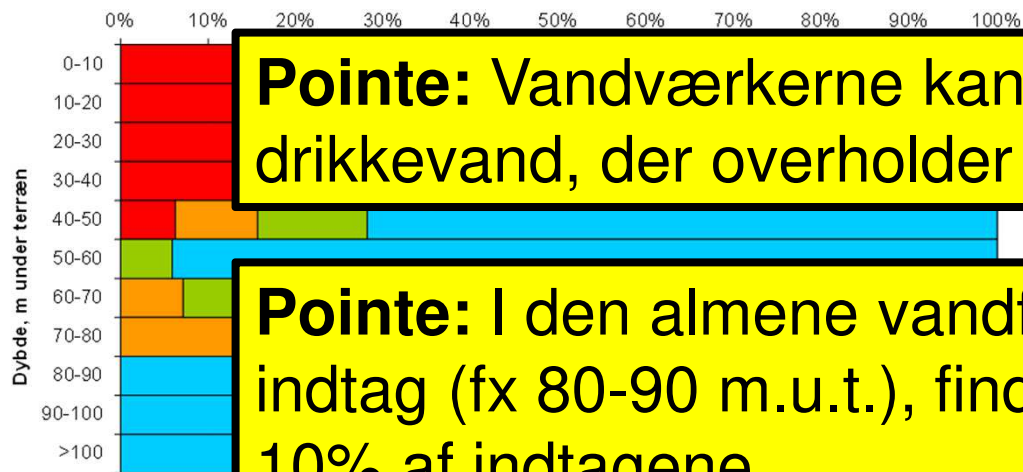 0% 10% 20% 30% 40% 50% 60% 70% 80% 90% 100%
Dybde, m under terræn
0-10
10-20
20-30
30-40
40-50
50-60
60-70
70-80
80-90
90-100
>100
Pointe: Vandværkerne kan
drikkevand, der overholder
Pointe: I den almene vandf
indtag (fx 80-90 m.u.t.), find
10% af indtagene